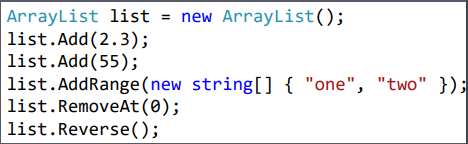 ArrayList list = new ArrayList();
list.Add(2.3);
list.Add(55);
list.AddRange(new string[] { "one", "two" });
list.RemoveAt(0);
list.Reverse();